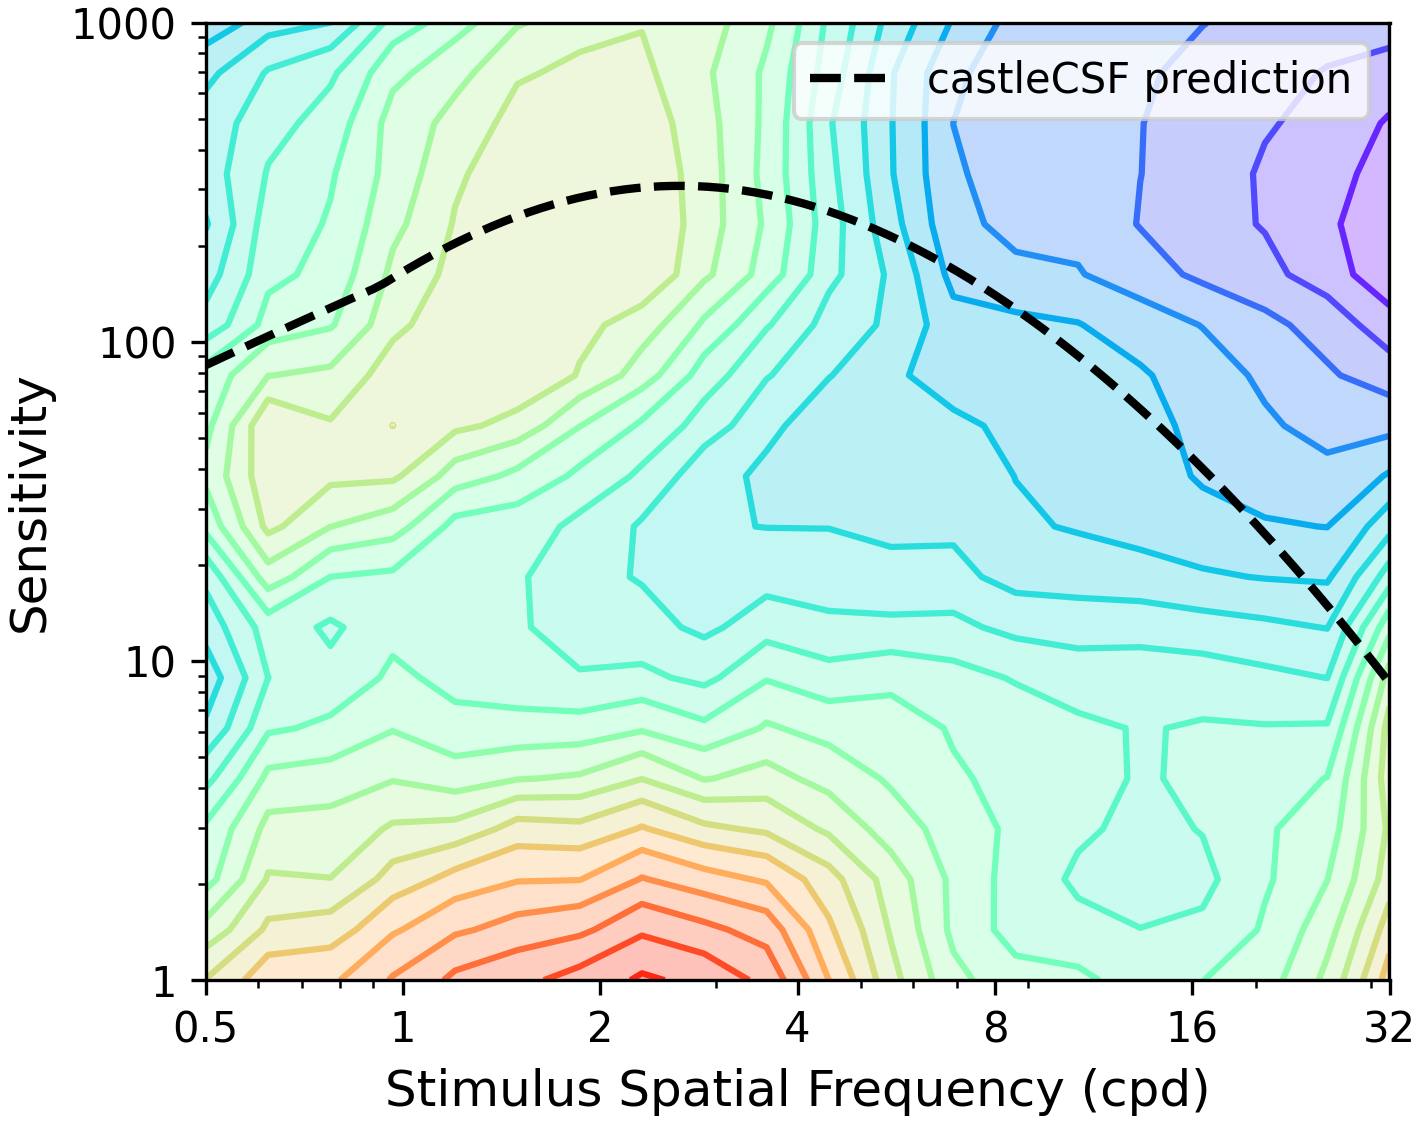 1000
castleCSF prediction
100
Sensitivity
10
1
0.5 1 2 4 8 16 32
Stimulus Spatial Frequency (cpd)